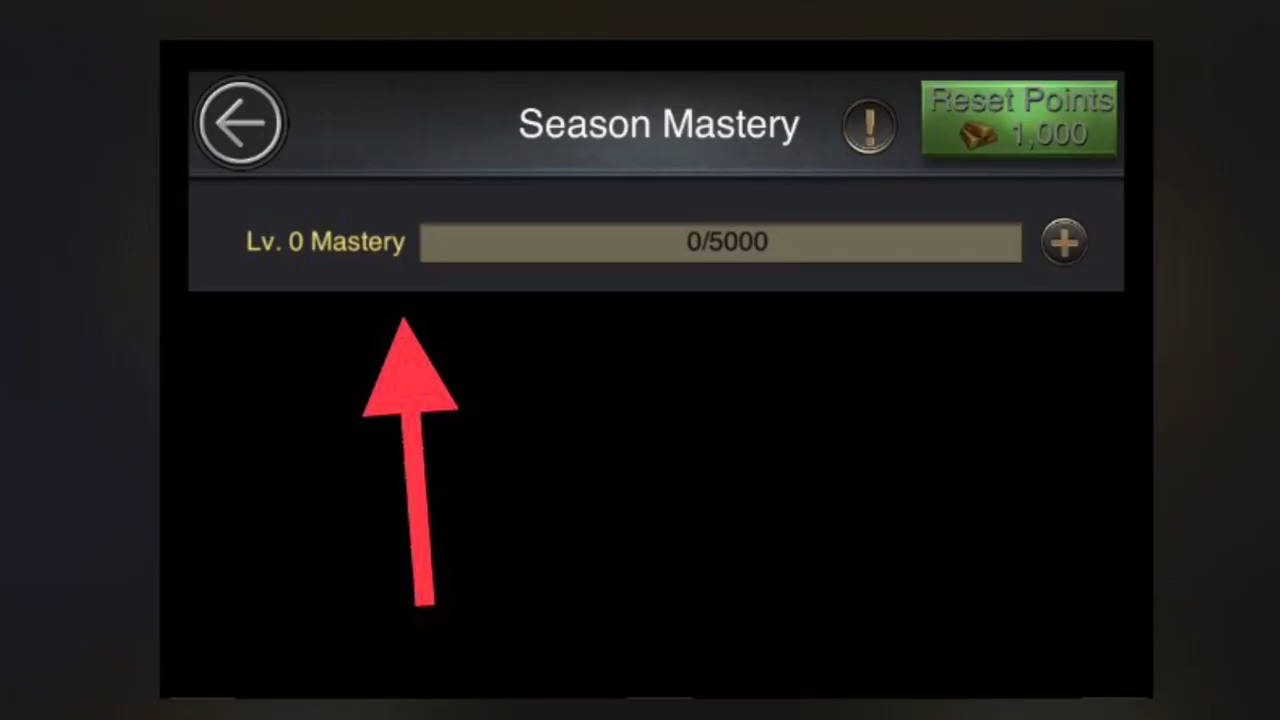 Season Mastery
Reset Points
1,000
Lv. 0 Mastery
0/5000